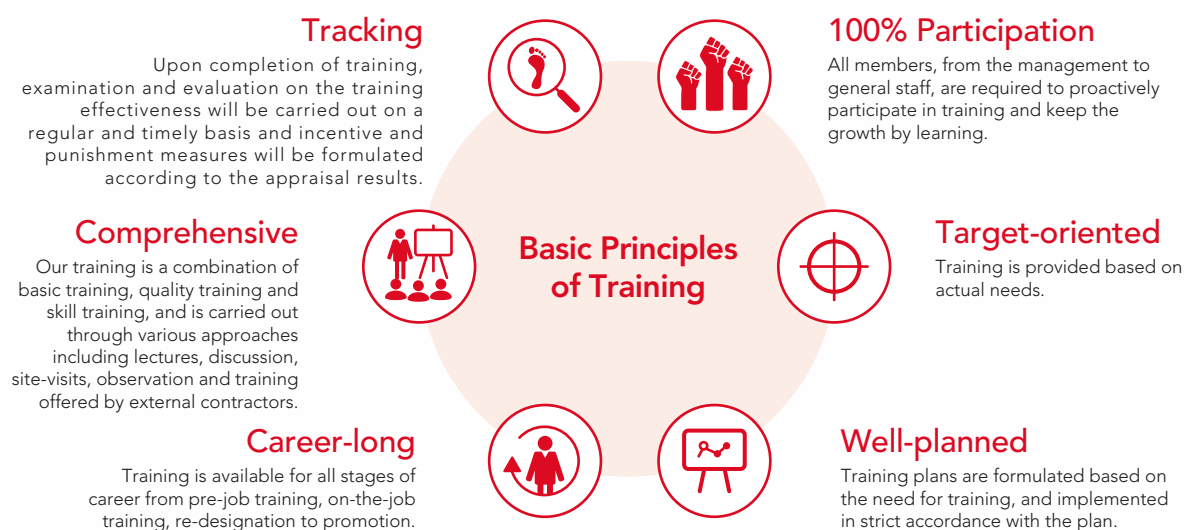 Tracking
Upon completion of training,
examination and evaluation on the training
effectiveness will be carried out on a
regular and timely basis and incentive and
punishment measures will be formulated
according to the appraisal results.
100% Participation
All members, from the management to
general staff, are required to proactively
participate in training and keep the
growth by learning.
Comprehensive
Our training is a combination of
basic training, quality training and
skill training, and is carried out
through various approaches
including lectures, discussion,
site-visits, observation and training
offered by external contractors.
Basic Principles
of Training
Target-oriented
Training is provided based on
actual needs.
Career-long
Training is available for all stages of
career from pre-job training, on-the-job
training, re-designation to promotion.
Well-planned
Training plans are formulated based on
the need for training, and implemented
in strict accordance with the plan.